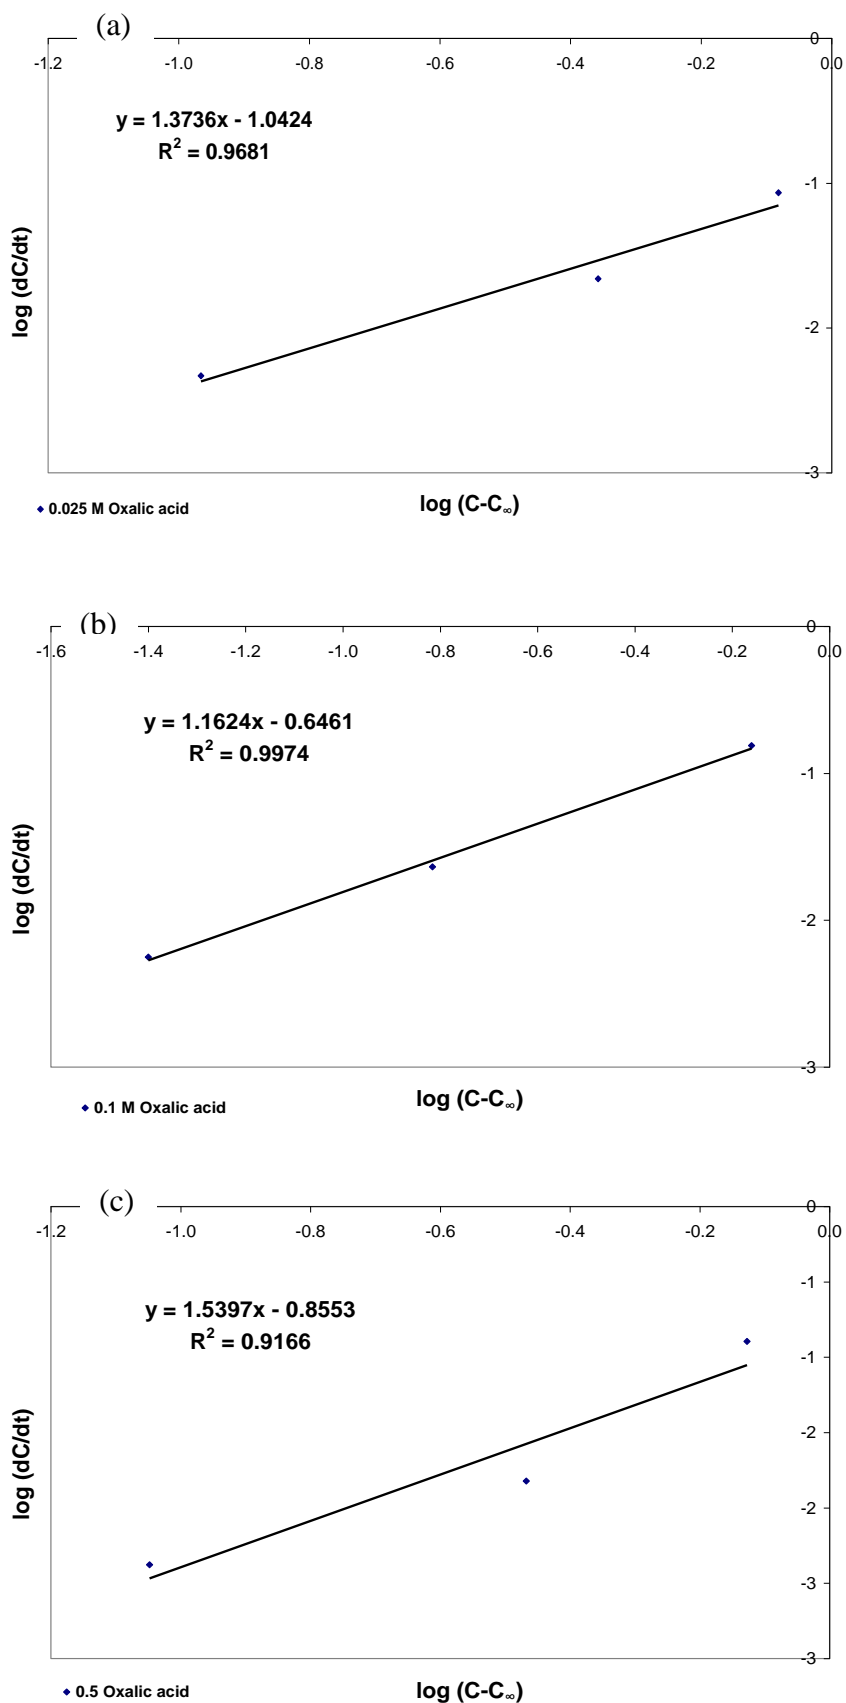 (a)
0
-1.2 -1.0 -0.8 -0.6 -0.4 -0.2 0.0
y = 1.3736x - 1.0424
R² = 0.9681
-1
log (dC/dt)
-2
-3
0.025 M Oxalic acid
log (C-C∞)
(b)
0
-1.6 -1.4 -1.2 -1.0 -0.8 -0.6 -0.4 -0.2 0.0
y = 1.1624x - 0.6461
R² = 0.9974
-1
log (dC/dt)
-2
-3
0.1 M Oxalic acid
log (C-C∞)
(c)
0
-1.2 -1.0 -0.8 -0.6 -0.4 -0.2 0.0
-1
y = 1.5397x - 0.8553
R² = 0.9166
-1
log (dC/dt)
-2
-2
-3
-3
0.5 Oxalic acid
log (C-C∞)